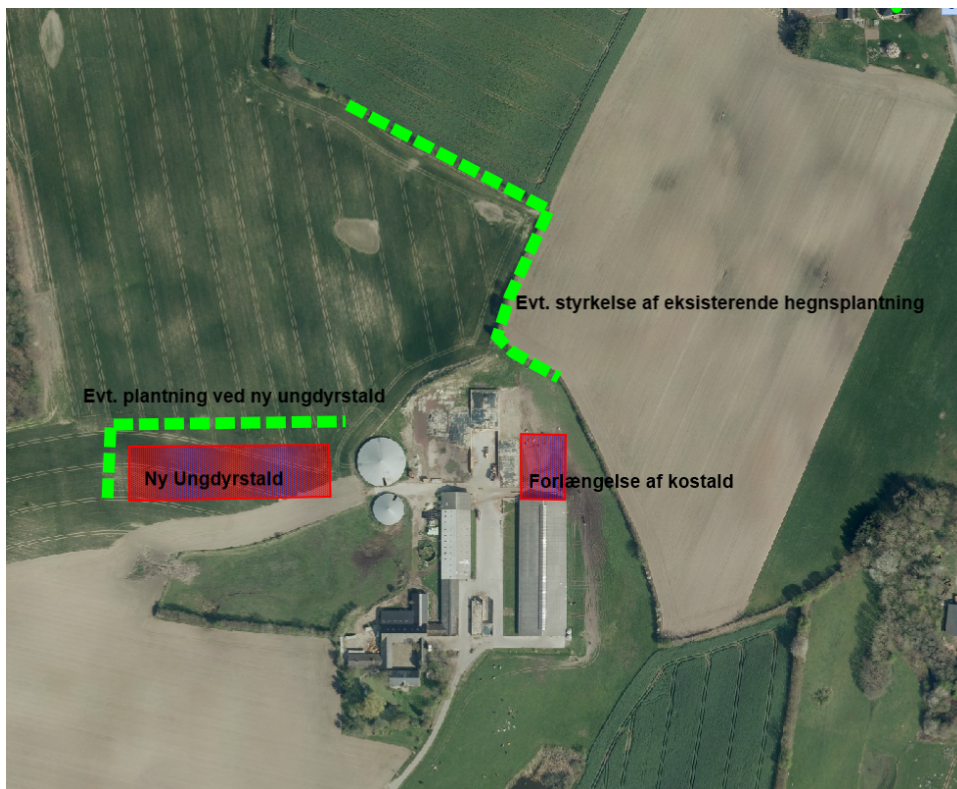 Evt. styrkelse af eksisterende hegnsplantning
Evt. plantning ved ny ungdyrstald
Ny Ungdyrstald
Forlængelse af kostald